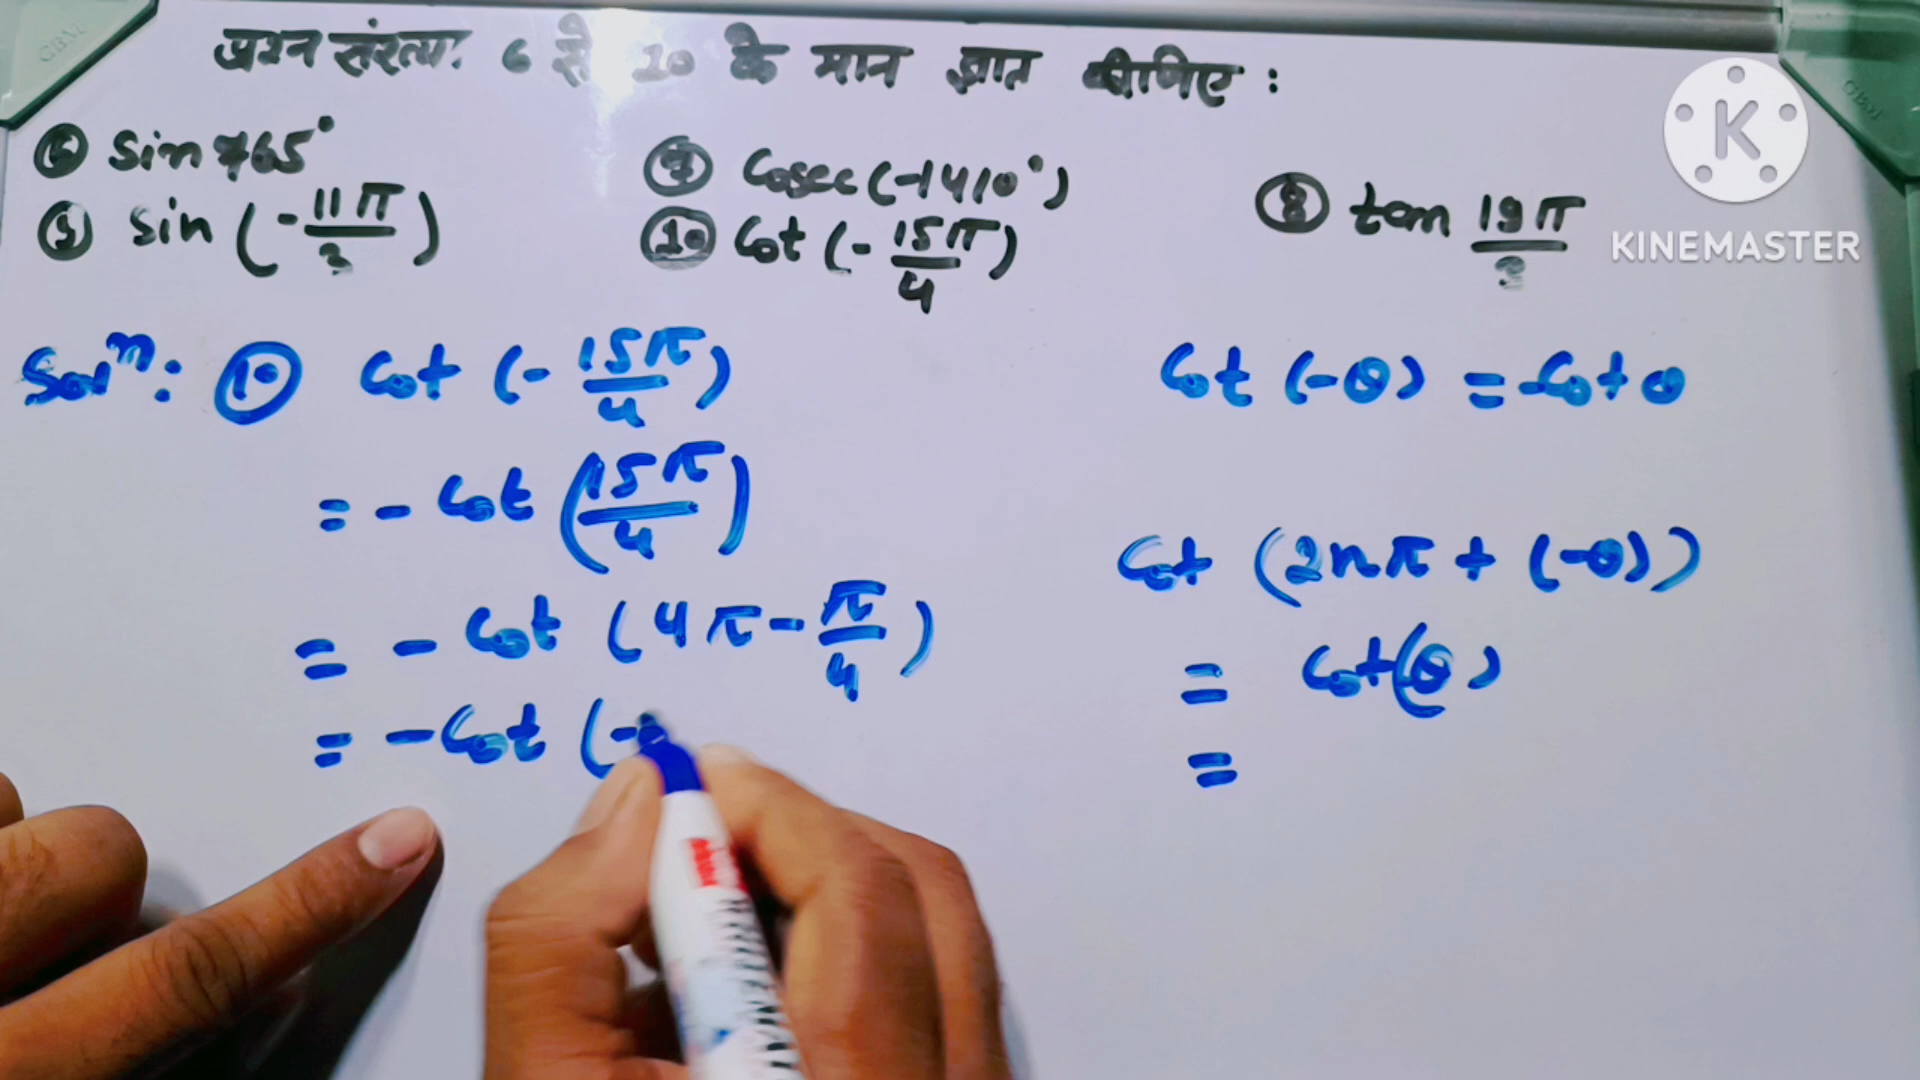 प्रश्न संख्या. 6 से 10 के मान ज्ञात कीजिए :
⑥ Sin 765° ⑦ Cosec (-1410°) ⑧ tan 19π/3
⑨ Sin (-11π/3) ⑩ Cot (-15π/4)
KINEMASTER
Solⁿ: ⑩ Cot (-15π/4)
= - Cot (15π/4)
= - Cot (4π - π/4)
= - Cot (-
Cot (-θ) = -Cot θ
Cot (2nπ + (-θ))
= Cot(θ)
=